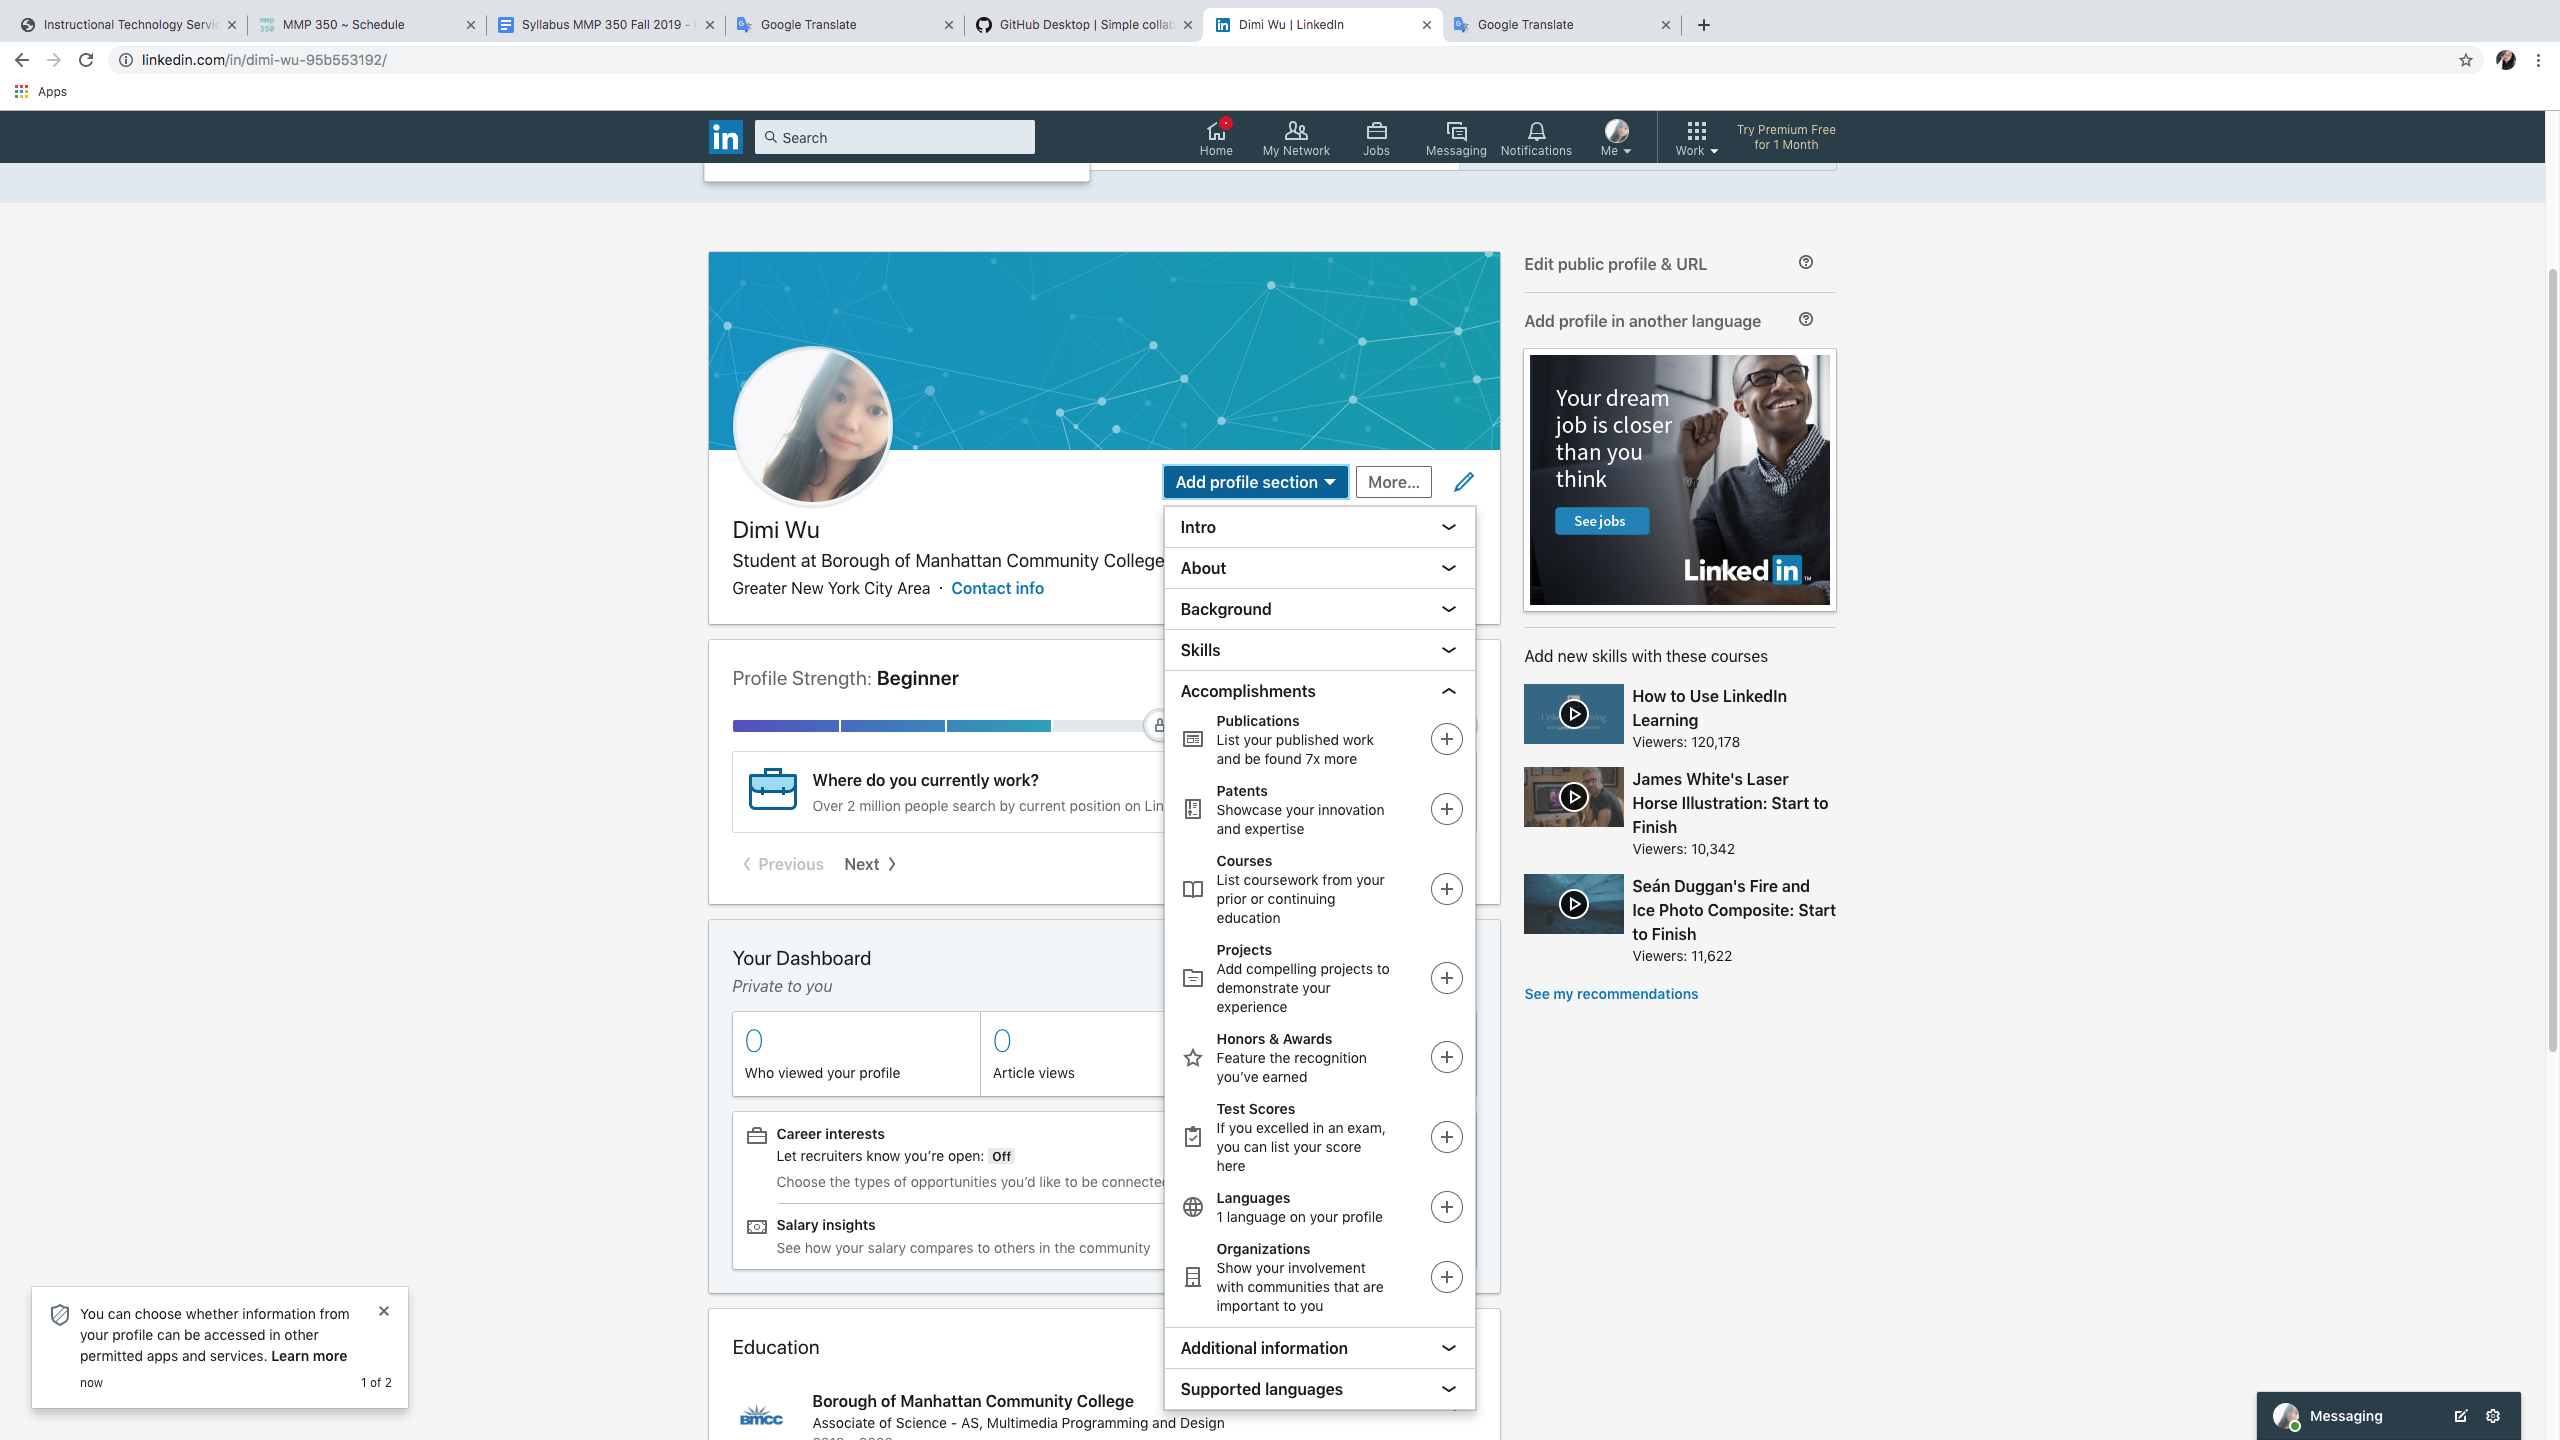 Instructional Technology Servic
MMP 350 ~ Schedule
Syllabus MMP 350 Fall 2019 -
Google Translate
GitHub Desktop | Simple collab
Dimi Wu | LinkedIn
Google Translate
linkedin.com/in/dimi-wu-95b553192/
Apps
in
Search
Home
My Network
Jobs
Messaging
Notifications
Me
Work
Try Premium Free
for 1 Month
Add profile section
More...
Dimi Wu
Student at Borough of Manhattan Community College
Greater New York City Area · Contact info
Profile Strength: Beginner
Where do you currently work?
Over 2 million people search by current position on Lin
Previous
Next
Your Dashboard
Private to you
0
Who viewed your profile
0
Article views
Career interests
Let recruiters know you're open: Off
Choose the types of opportunities you'd like to be connected
Salary insights
See how your salary compares to others in the community
Education
BMCC
Borough of Manhattan Community College
Associate of Science - AS, Multimedia Programming and Design
Intro
About
Background
Skills
Accomplishments
Publications
List your published work
and be found 7x more
Patents
Showcase your innovation
and expertise
Courses
List coursework from your
prior or continuing
education
Projects
Add compelling projects to
demonstrate your
experience
Honors & Awards
Feature the recognition
you've earned
Test Scores
If you excelled in an exam,
you can list your score
here
Languages
1 language on your profile
Organizations
Show your involvement
with communities that are
important to you
Additional information
Supported languages
Edit public profile & URL
Add profile in another language
Your dream
job is closer
than you
think
See jobs
Linked in
Add new skills with these courses
How to Use LinkedIn
Learning
Viewers: 120,178
James White's Laser
Horse Illustration: Start to
Finish
Viewers: 10,342
Seán Duggan's Fire and
Ice Photo Composite: Start
to Finish
Viewers: 11,622
See my recommendations
You can choose whether information from
your profile can be accessed in other
permitted apps and services. Learn more
now
1 of 2
Messaging